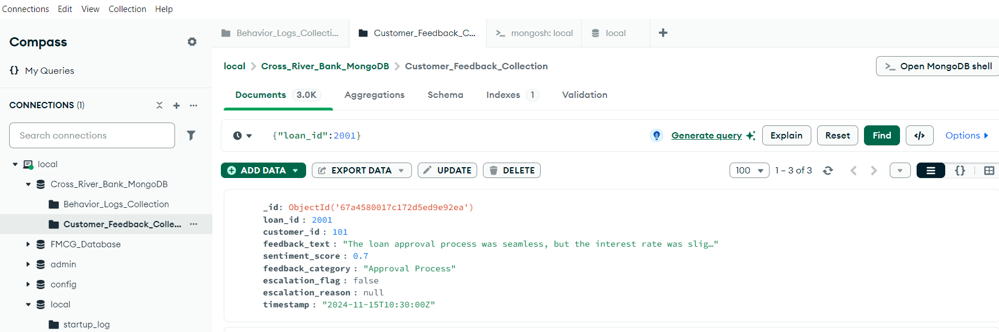 Connections Edit View Collection Help
Compass
{} My Queries
CONNECTIONS (1)
Search connections
local
Cross_River_Bank_MongoDB
Behavior_Logs_Collection
Customer_Feedback_Colle...
FMCG_Database
admin
config
local
startup_log
Behavior_Logs_Collecti... Customer_Feedback_C... >_ mongosh: local local +
local > Cross_River_Bank_MongoDB > Customer_Feedback_Collection
>_ Open MongoDB shell
Documents 3.0K Aggregations Schema Indexes 1 Validation
{"loan_id":2001}
Generate query Explain Reset Find </> Options
ADD DATA EXPORT DATA UPDATE DELETE
100 1 – 3 of 3 {}
_id: ObjectId('67a4580017c172d5ed9e92ea')
loan_id : 2001
customer_id : 101
feedback_text : "The loan approval process was seamless, but the interest rate was slig…"
sentiment_score : 0.7
feedback_category : "Approval Process"
escalation_flag : false
escalation_reason : null
timestamp : "2024-11-15T10:30:00Z"